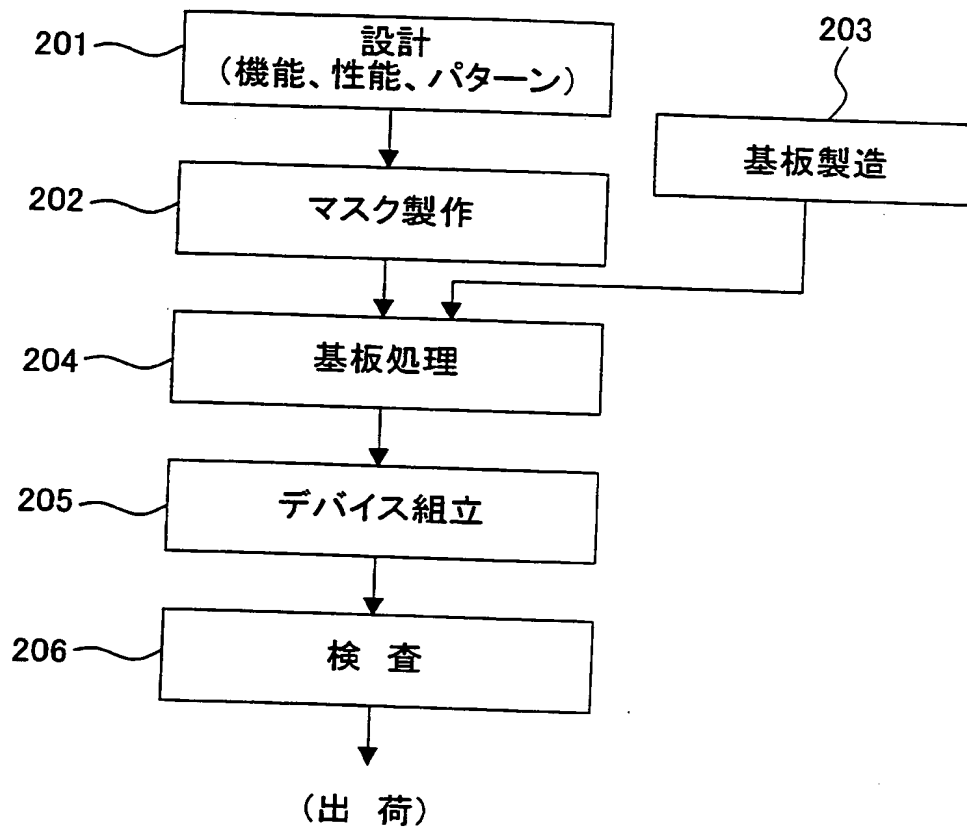 201
設計
(機能、性能、パターン)
203
基板製造
202
マスク製作
204
基板処理
205
デバイス組立
206
検 査
(出 荷)